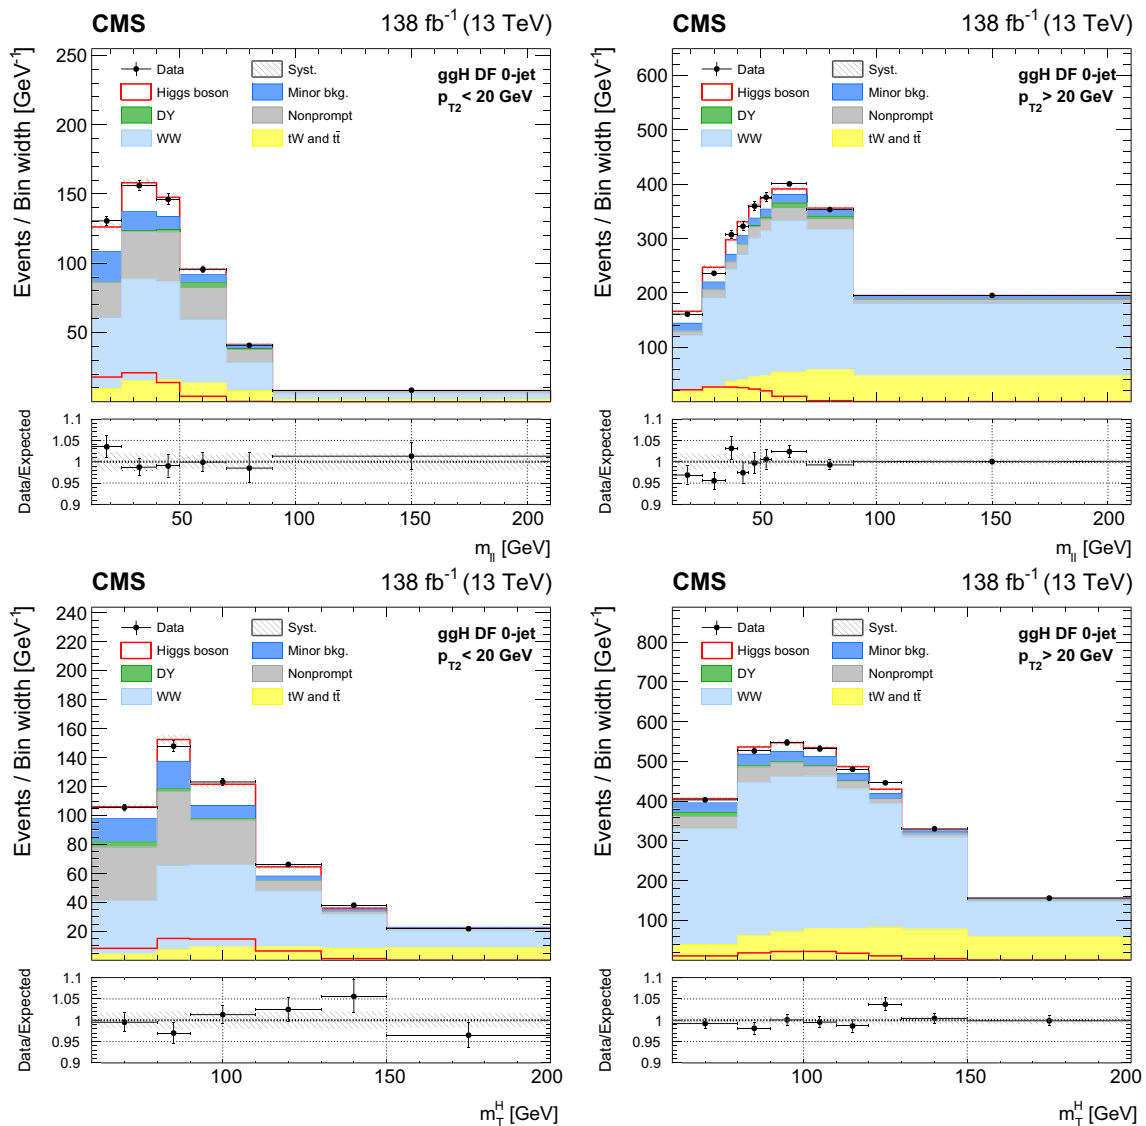 CMS 138 fb⁻¹ (13 TeV)
Events / Bin width [GeV⁻¹]
250
200
150
100
50
Data
Higgs boson
DY
WW
Syst.
Minor bkg.
Nonprompt
tW and tt̄
ggH DF 0-jet
pT2 < 20 GeV
Data/Expected
1.1
1.05
1
0.95
0.9
50 100 150 200
mll [GeV]
CMS 138 fb⁻¹ (13 TeV)
Events / Bin width [GeV⁻¹]
600
500
400
300
200
100
Data
Higgs boson
DY
WW
Syst.
Minor bkg.
Nonprompt
tW and tt̄
ggH DF 0-jet
pT2 > 20 GeV
Data/Expected
1.1
1.05
1
0.95
0.9
50 100 150 200
mll [GeV]
CMS 138 fb⁻¹ (13 TeV)
Events / Bin width [GeV⁻¹]
240
220
200
180
160
140
120
100
80
60
40
20
Data
Higgs boson
DY
WW
Syst.
Minor bkg.
Nonprompt
tW and tt̄
ggH DF 0-jet
pT2 < 20 GeV
Data/Expected
1.1
1.05
1
0.95
0.9
100 150 200
mTH [GeV]
CMS 138 fb⁻¹ (13 TeV)
Events / Bin width [GeV⁻¹]
800
700
600
500
400
300
200
100
Data
Higgs boson
DY
WW
Syst.
Minor bkg.
Nonprompt
tW and tt̄
ggH DF 0-jet
pT2 > 20 GeV
Data/Expected
1.1
1.05
1
0.95
0.9
100 150 200
mTH [GeV]